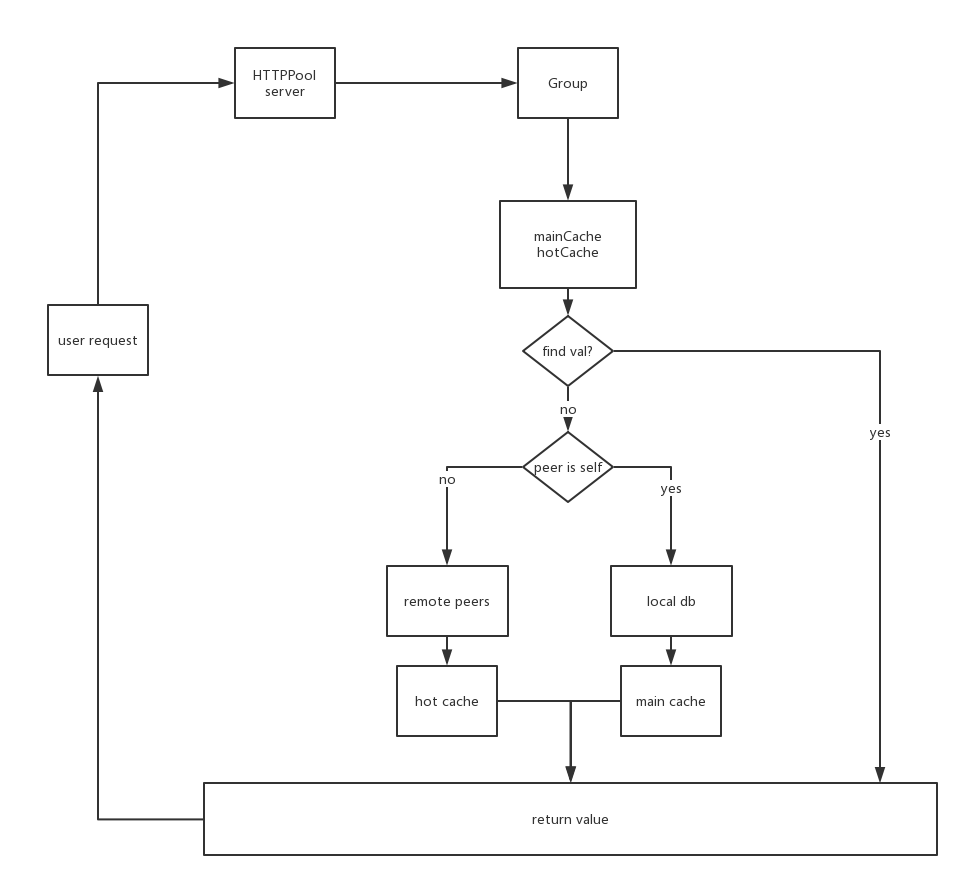 HTTPPool
server
Group
mainCache
hotCache
user request
find val?
no
yes
peer is self
no
yes
remote peers
local db
hot cache
main cache
return value